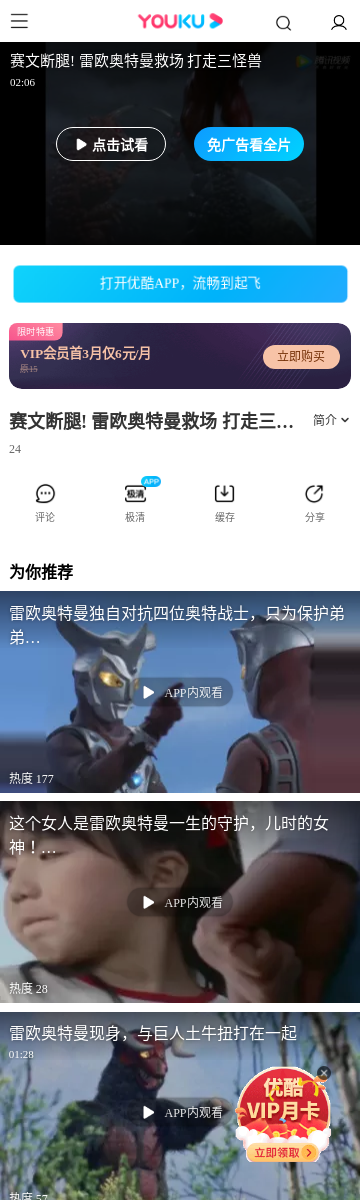 YOUKU
赛文断腿! 雷欧奥特曼救场 打走三怪兽
02:06
腾讯视频
点击试看
免广告看全片
打开优酷APP，流畅到起飞
限时特惠
VIP会员首3月仅6元/月
原15
立即购买
赛文断腿! 雷欧奥特曼救场 打走三...
简介
24
APP
极清
评论
极清
缓存
分享
为你推荐
雷欧奥特曼独自对抗四位奥特战士，只为保护弟
弟...
APP内观看
热度 177
这个女人是雷欧奥特曼一生的守护，儿时的女
神！...
APP内观看
热度 28
雷欧奥特曼现身，与巨人土牛扭打在一起
01:28
APP内观看
优酷
VIP月卡
立即领取
热度 57